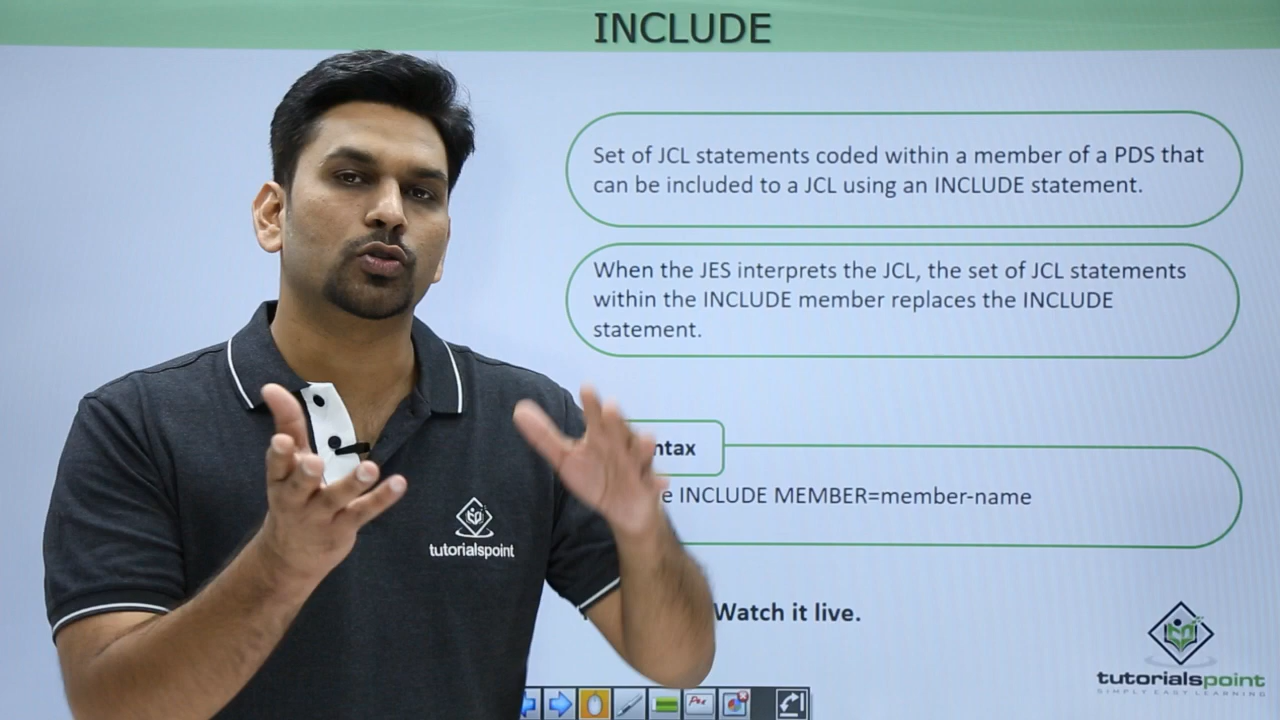 INCLUDE
Set of JCL statements coded within a member of a PDS that
can be included to a JCL using an INCLUDE statement.
When the JES interprets the JCL, the set of JCL statements
within the INCLUDE member replaces the INCLUDE
statement.
INCLUDE MEMBER=member-name
Watch it live.
tutorialspoint
tutorialspoint
SIMPLY EASY LEARNING